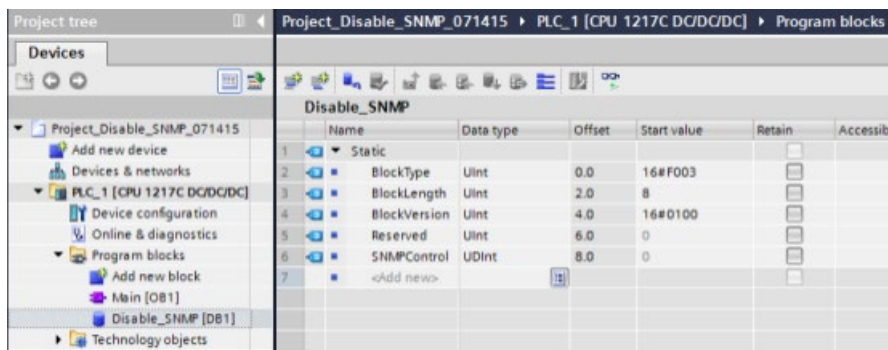 Project tree
Project_Disable_SNMP_071415 ▸ PLC_1 [CPU 1217C DC/DC/DC] ▸ Program blocks
Devices
Disable_SNMP
Name Data type Offset Start value Retain Accessib
Project_Disable_SNMP_071415
Add new device
Devices & networks
PLC_1 [CPU 1217C DC/DC/DC]
Device configuration
Online & diagnostics
Program blocks
Add new block
Main [OB1]
Disable_SNMP [DB1]
Technology objects
1 Static
2 BlockType UInt 0.0 16#F003
3 BlockLength UInt 2.0 8
4 BlockVersion UInt 4.0 16#0100
5 Reserved UInt 6.0 0
6 SNMPControl UDInt 8.0 0
7 <Add new>